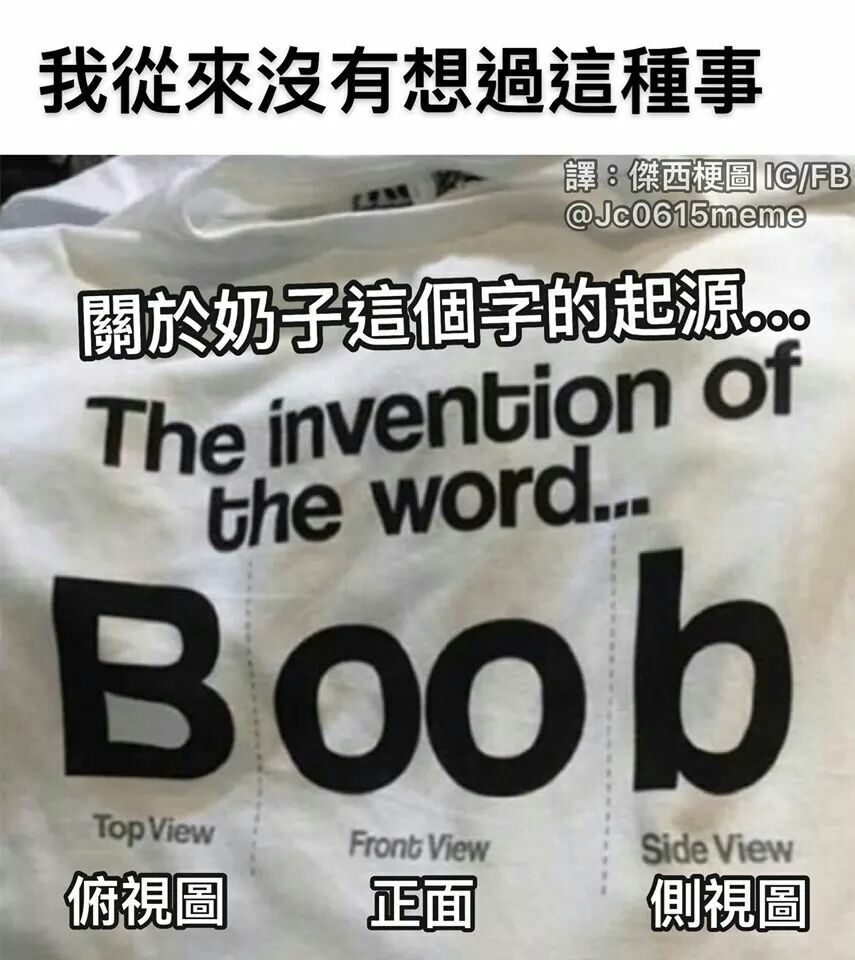 我從來沒有想過這種事
譯：傑西梗圖 IG/FB
@Jc0615meme
關於奶子這個字的起源...
The invention of
the word...
Boob
Top View
Front View
Side View
俯視圖
正面
側視圖